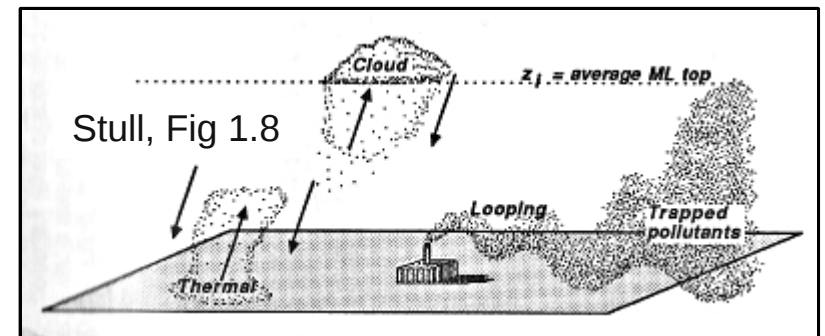 Cloud
z_i = average ML top
Stull, Fig 1.8
Looping
Trapped
pollutants
Thermal